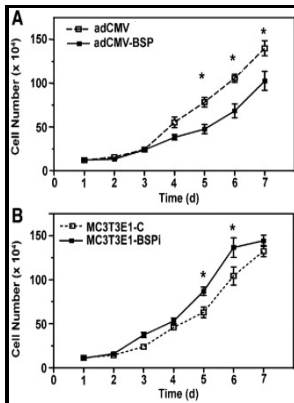 A
adCMV
adCMV-BSP
* * *
150
100
50
0
Cell Number (x 10⁴)
0 1 2 3 4 5 6 7
Time (d)
B
MC3T3E1-C
MC3T3E1-BSPi
* *
150
100
50
0
Cell Number (x 10⁴)
0 1 2 3 4 5 6 7
Time (d)